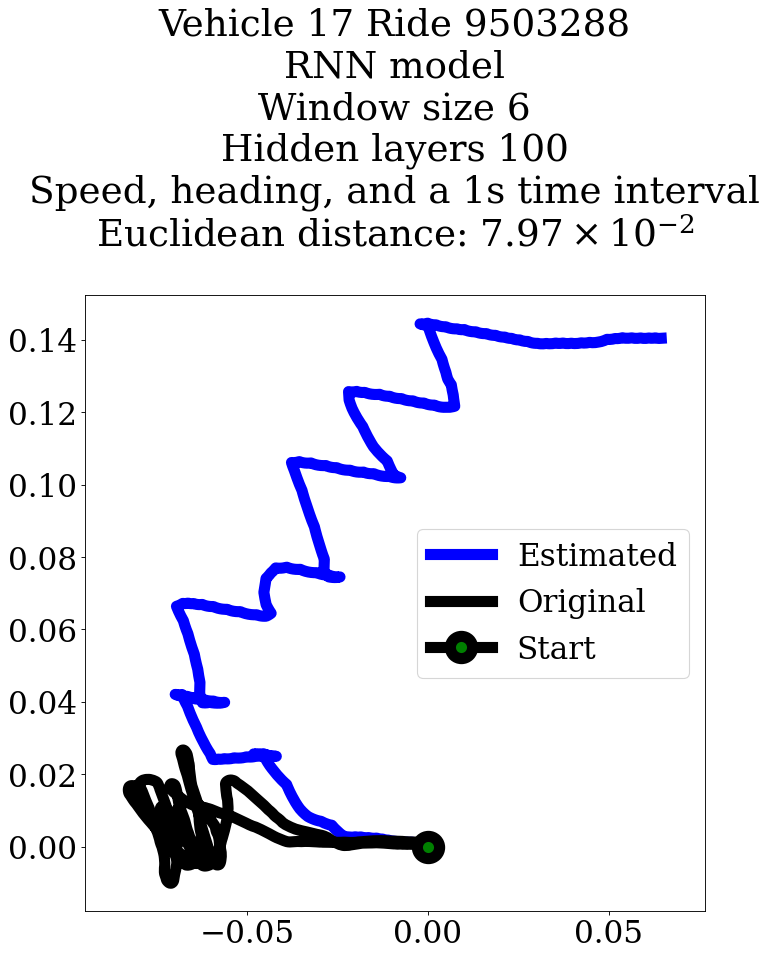 Vehicle 17 Ride 9503288
RNN model
Window size 6
Hidden layers 100
Speed, heading, and a 1s time interval
Euclidean distance: 7.97 × 10⁻²
0.14
0.12
0.10
0.08
0.06
0.04
0.02
0.00
Estimated
Original
Start
−0.05
0.00
0.05